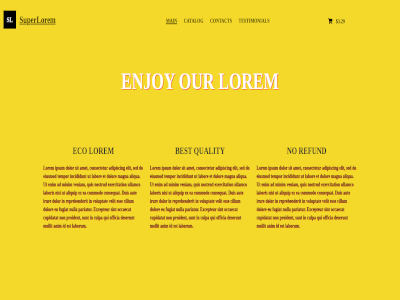 SL SuperLorem MAIN CATALOG CONTACTS TESTIMONIALS $3.29
ENJOY OUR LOREM
ECO LOREM
Lorem ipsum dolor sit amet, consectetur adipiscing elit, sed do
eiusmod tempor incididunt ut labore et dolore magna aliqua.
Ut enim ad minim veniam, quis nostrud exercitation ullamco
laboris nisi ut aliquip ex ea commodo consequat. Duis aute
irure dolor in reprehenderit in voluptate velit esse cillum
dolore eu fugiat nulla pariatur. Excepteur sint occaecat
cupidatat non proident, sunt in culpa qui officia deserunt
mollit anim id est laborum.
BEST QUALITY
Lorem ipsum dolor sit amet, consectetur adipiscing elit, sed do
eiusmod tempor incididunt ut labore et dolore magna aliqua.
Ut enim ad minim veniam, quis nostrud exercitation ullamco
laboris nisi ut aliquip ex ea commodo consequat. Duis aute
irure dolor in reprehenderit in voluptate velit esse cillum
dolore eu fugiat nulla pariatur. Excepteur sint occaecat
cupidatat non proident, sunt in culpa qui officia deserunt
mollit anim id est laborum.
NO REFUND
Lorem ipsum dolor sit amet, consectetur adipiscing elit, sed do
eiusmod tempor incididunt ut labore et dolore magna aliqua.
Ut enim ad minim veniam, quis nostrud exercitation ullamco
laboris nisi ut aliquip ex ea commodo consequat. Duis aute
irure dolor in reprehenderit in voluptate velit esse cillum
dolore eu fugiat nulla pariatur. Excepteur sint occaecat
cupidatat non proident, sunt in culpa qui officia deserunt
mollit anim id est laborum.